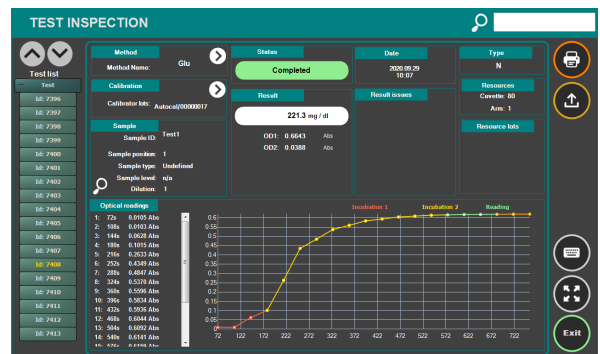 TEST INSPECTION
Test list
Test
Id: 7396
Id: 7397
Id: 7398
Id: 7399
Id: 7400
Id: 7401
Id: 7402
Id: 7403
Id: 7404
Id: 7405
Id: 7406
Id: 7407
Id: 7408
Id: 7409
Id: 7410
Id: 7411
Id: 7412
Id: 7413
Method
Method Name: Glu
Calibration
Calibrator lots: Autocal/00000017
Sample
Sample ID: Test1
Sample position: 1
Sample type: Undefined
Sample level: n/a
Dilution: 1
Status
Completed
Result
221.3 mg / dl
OD1: 0.6643 Abs
OD2: 0.0388 Abs
Date
2020.09.29
10:07
Result issues
Type
N
Resources
Cuvette: 80
Arm: 1
Resource lots
Optical readings
1: 72s 0.0105 Abs
2: 108s 0.0103 Abs
3: 144s 0.0628 Abs
4: 180s 0.1015 Abs
5: 216s 0.2633 Abs
6: 252s 0.4349 Abs
7: 288s 0.4847 Abs
8: 324s 0.5370 Abs
9: 360s 0.5596 Abs
10: 396s 0.5834 Abs
11: 432s 0.5936 Abs
12: 468s 0.6044 Abs
13: 504s 0.6092 Abs
14: 540s 0.6141 Abs
15: 576s 0.6159 Abs
Incubation 1 Incubation 2 Reading
0.6
0.55
0.5
0.45
0.4
0.35
0.3
0.25
0.2
0.15
0.1
0.05
0
72 122 172 222 272 322 372 422 472 522 572 622 672 722
Exit